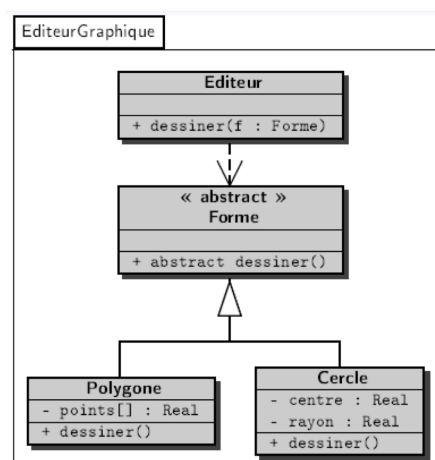 EditeurGraphique
Editeur
+ dessiner(f : Forme)
« abstract »
Forme
+ abstract dessiner()
Polygone
- points[] : Real
+ dessiner()
Cercle
- centre : Real
- rayon : Real
+ dessiner()